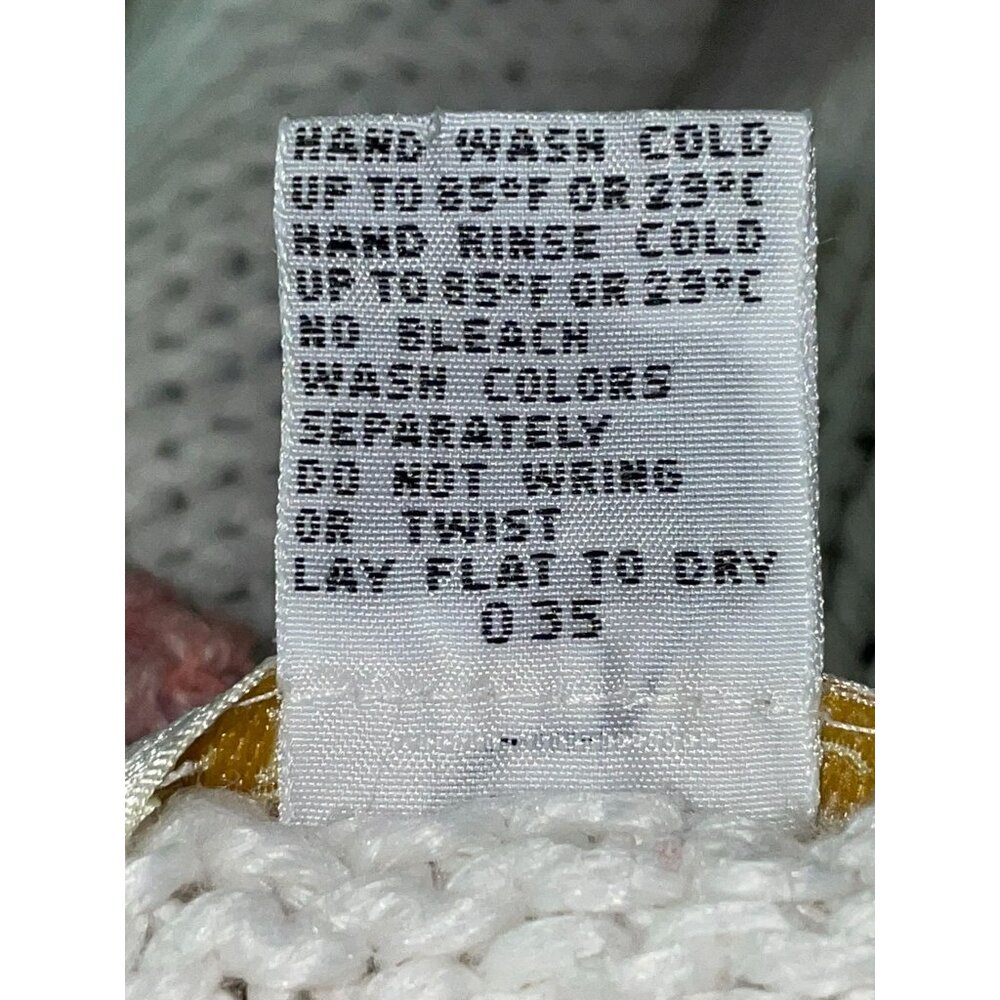 HAND WASH COLD
UP TO 85°F OR 29°C
HAND RINSE COLD
UP TO 85°F OR 29°C
NO BLEACH
WASH COLORS
SEPARATELY
DO NOT WRING
OR TWIST
LAY FLAT TO DRY
035